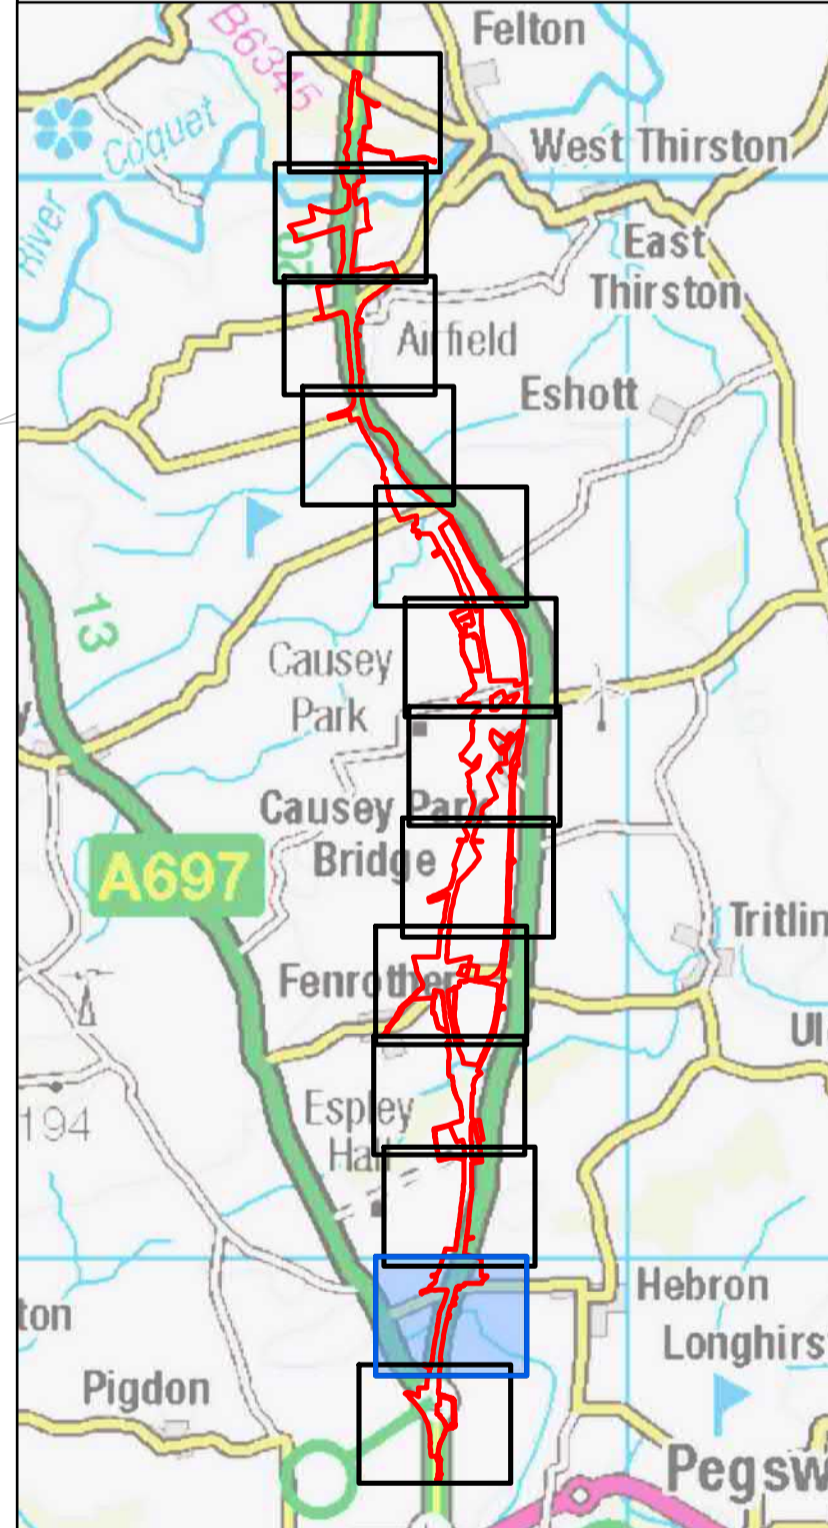 Felton
B6345
Coquet
West Thirston
River
East
Thirston
Airfield
Eshott
13
Causey
Park
Causey Park
Bridge
A697
Tritlin
Fenrother
Ul
Espley
Hall
194
Hebron
ton
Longhirs
Pigdon
Pegsw